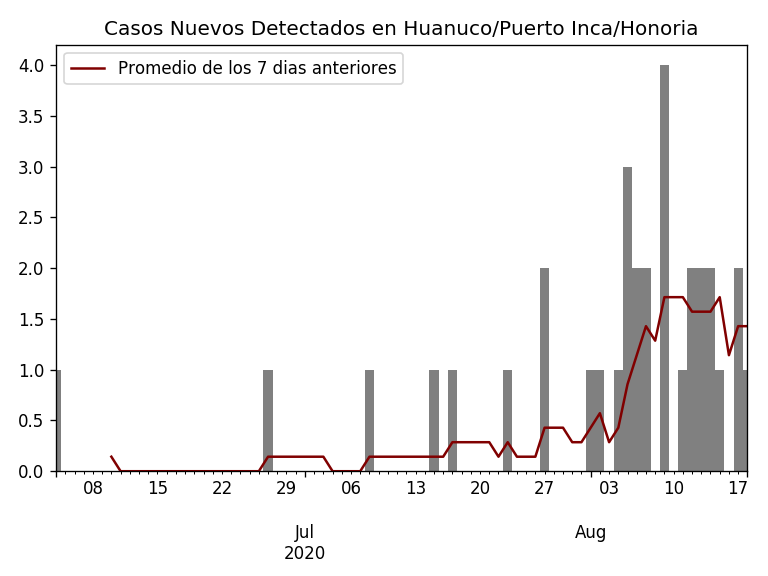 Casos Nuevos Detectados en Huanuco/Puerto Inca/Honoria
Promedio de los 7 dias anteriores
4.0
3.5
3.0
2.5
2.0
1.5
1.0
0.5
0.0
08 15 22 29 06 13 20 27 03 10 17
Jul Aug
2020